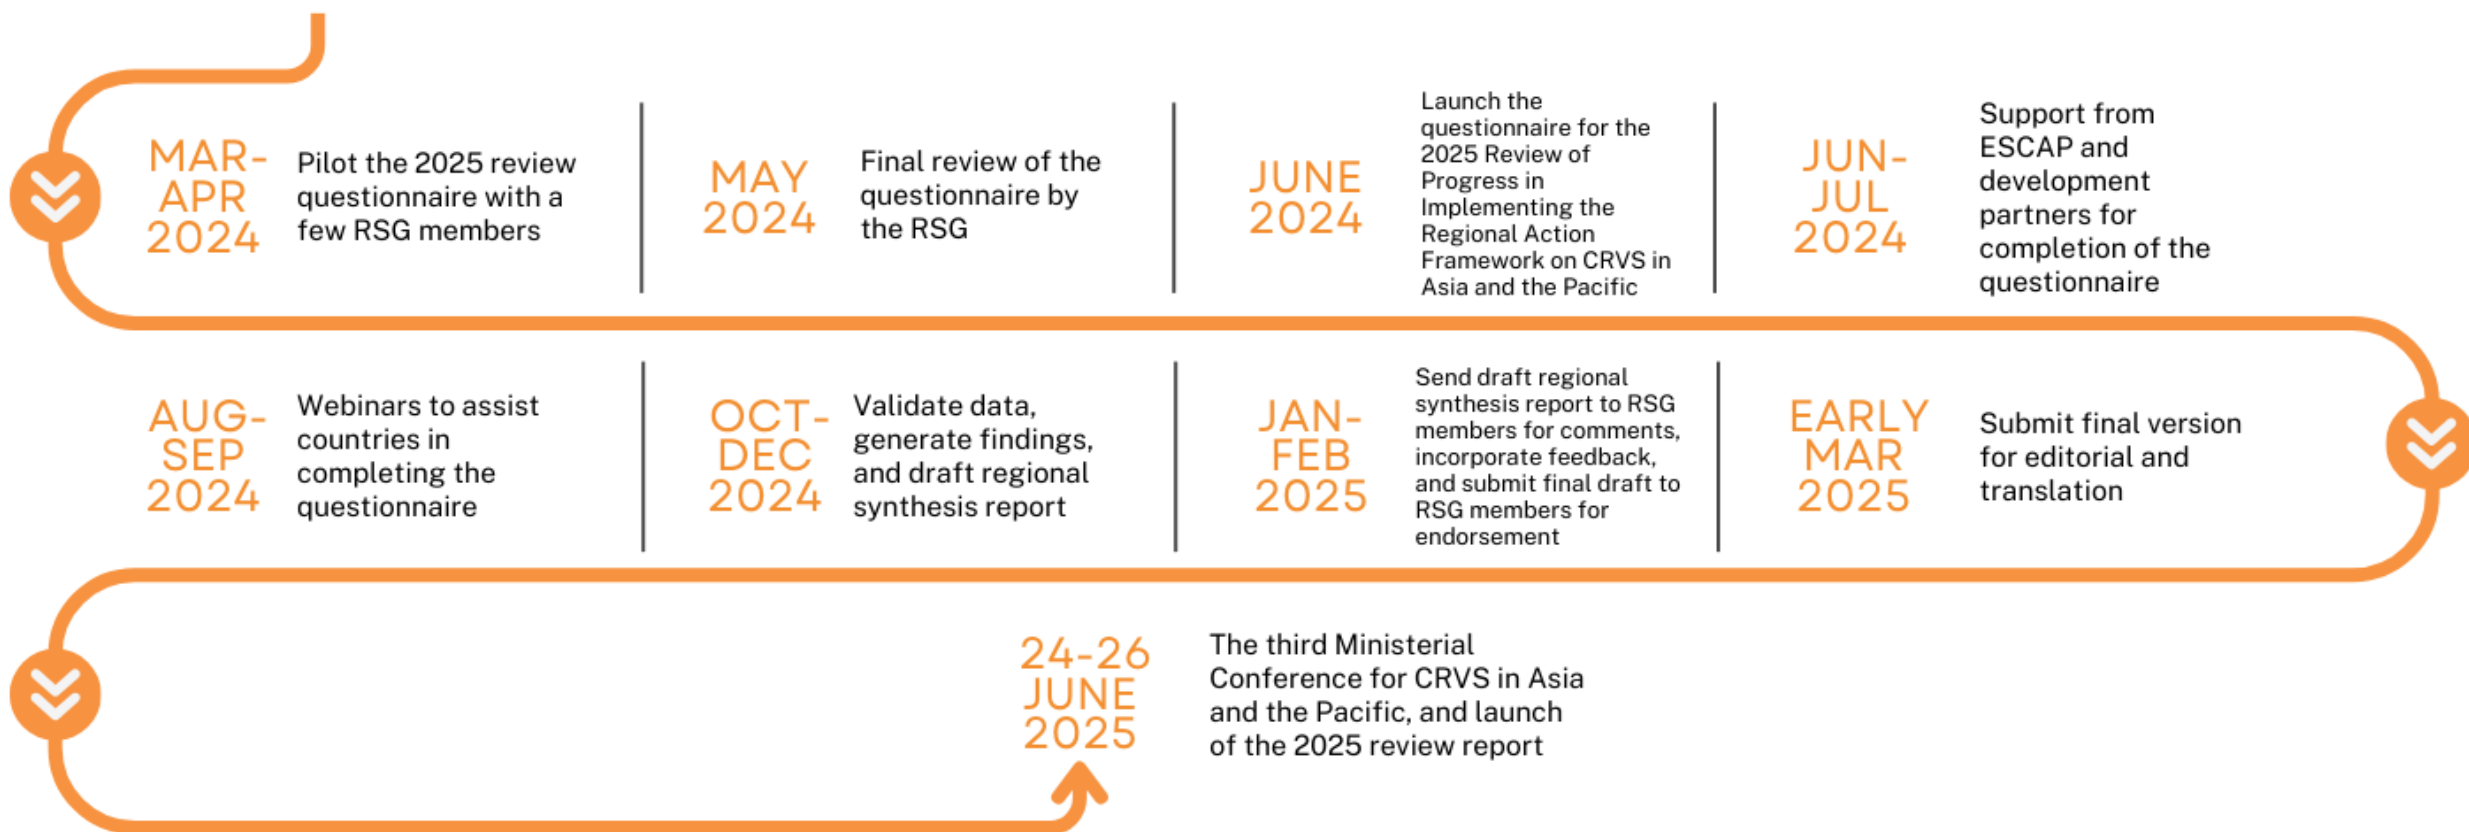 MAR-
APR
2024
Pilot the 2025 review
questionnaire with a
few RSG members
MAY
2024
Final review of the
questionnaire by
the RSG
JUNE
2024
Launch the
questionnaire for the
2025 Review of
Progress in
Implementing the
Regional Action
Framework on CRVS in
Asia and the Pacific
JUN-
JUL
2024
Support from
ESCAP and
development
partners for
completion of the
questionnaire
AUG-
SEP
2024
Webinars to assist
countries in
completing the
questionnaire
OCT-
DEC
2024
Validate data,
generate findings,
and draft regional
synthesis report
JAN-
FEB
2025
Send draft regional
synthesis report to RSG
members for comments,
incorporate feedback,
and submit final draft to
RSG members for
endorsement
EARLY
MAR
2025
Submit final version
for editorial and
translation
24-26
JUNE
2025
The third Ministerial
Conference for CRVS in Asia
and the Pacific, and launch
of the 2025 review report